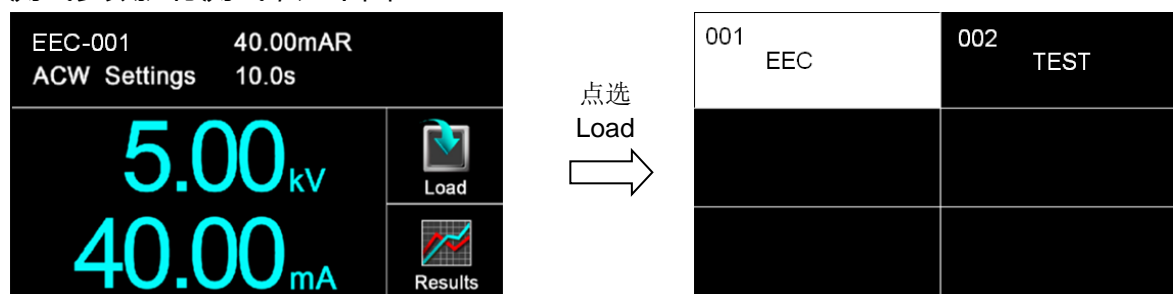 EEC-001 40.00mAR
ACW Settings 10.0s
5.00kV
Load
40.00mA
Results
点选
Load
001
EEC
002
TEST